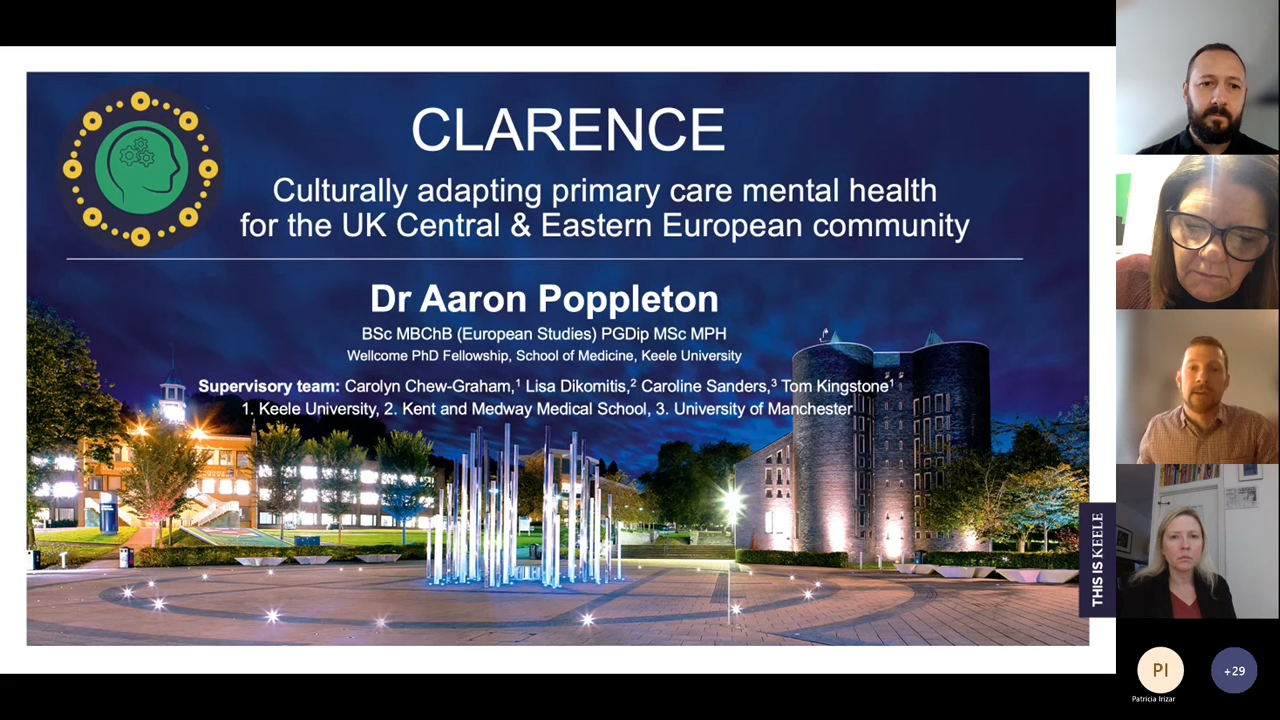 CLARENCE
Culturally adapting primary care mental health
for the UK Central & Eastern European community
Dr Aaron Poppleton
BSc MBChB (European Studies) PGDip MSc MPH
Wellcome PhD Fellowship, School of Medicine, Keele University
Supervisory team: Carolyn Chew-Graham,¹ Lisa Dikomitis,² Caroline Sanders,³ Tom Kingstone¹
1. Keele University, 2. Kent and Medway Medical School, 3. University of Manchester
THIS IS KEELE
PI
+29
Patricia Irizar